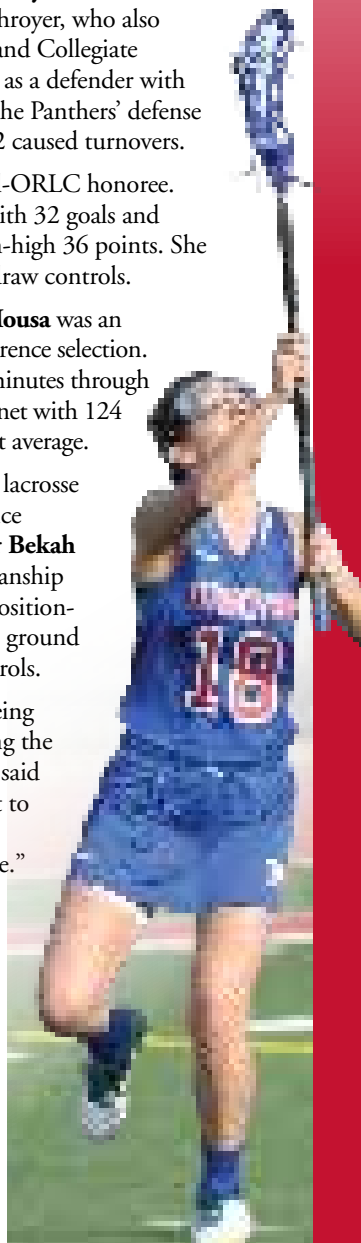 hroyer, who also
and Collegiate
as a defender with
he Panthers' defense
2 caused turnovers.
-ORLC honoree.
ith 32 goals and
-high 36 points. She
raw controls.
Mousa was an
erence selection.
minutes through
net with 124
t average.
lacrosse
ce
Bekah
anship
osition-
ground
rols.
eing
g the
said
t to
e."
18